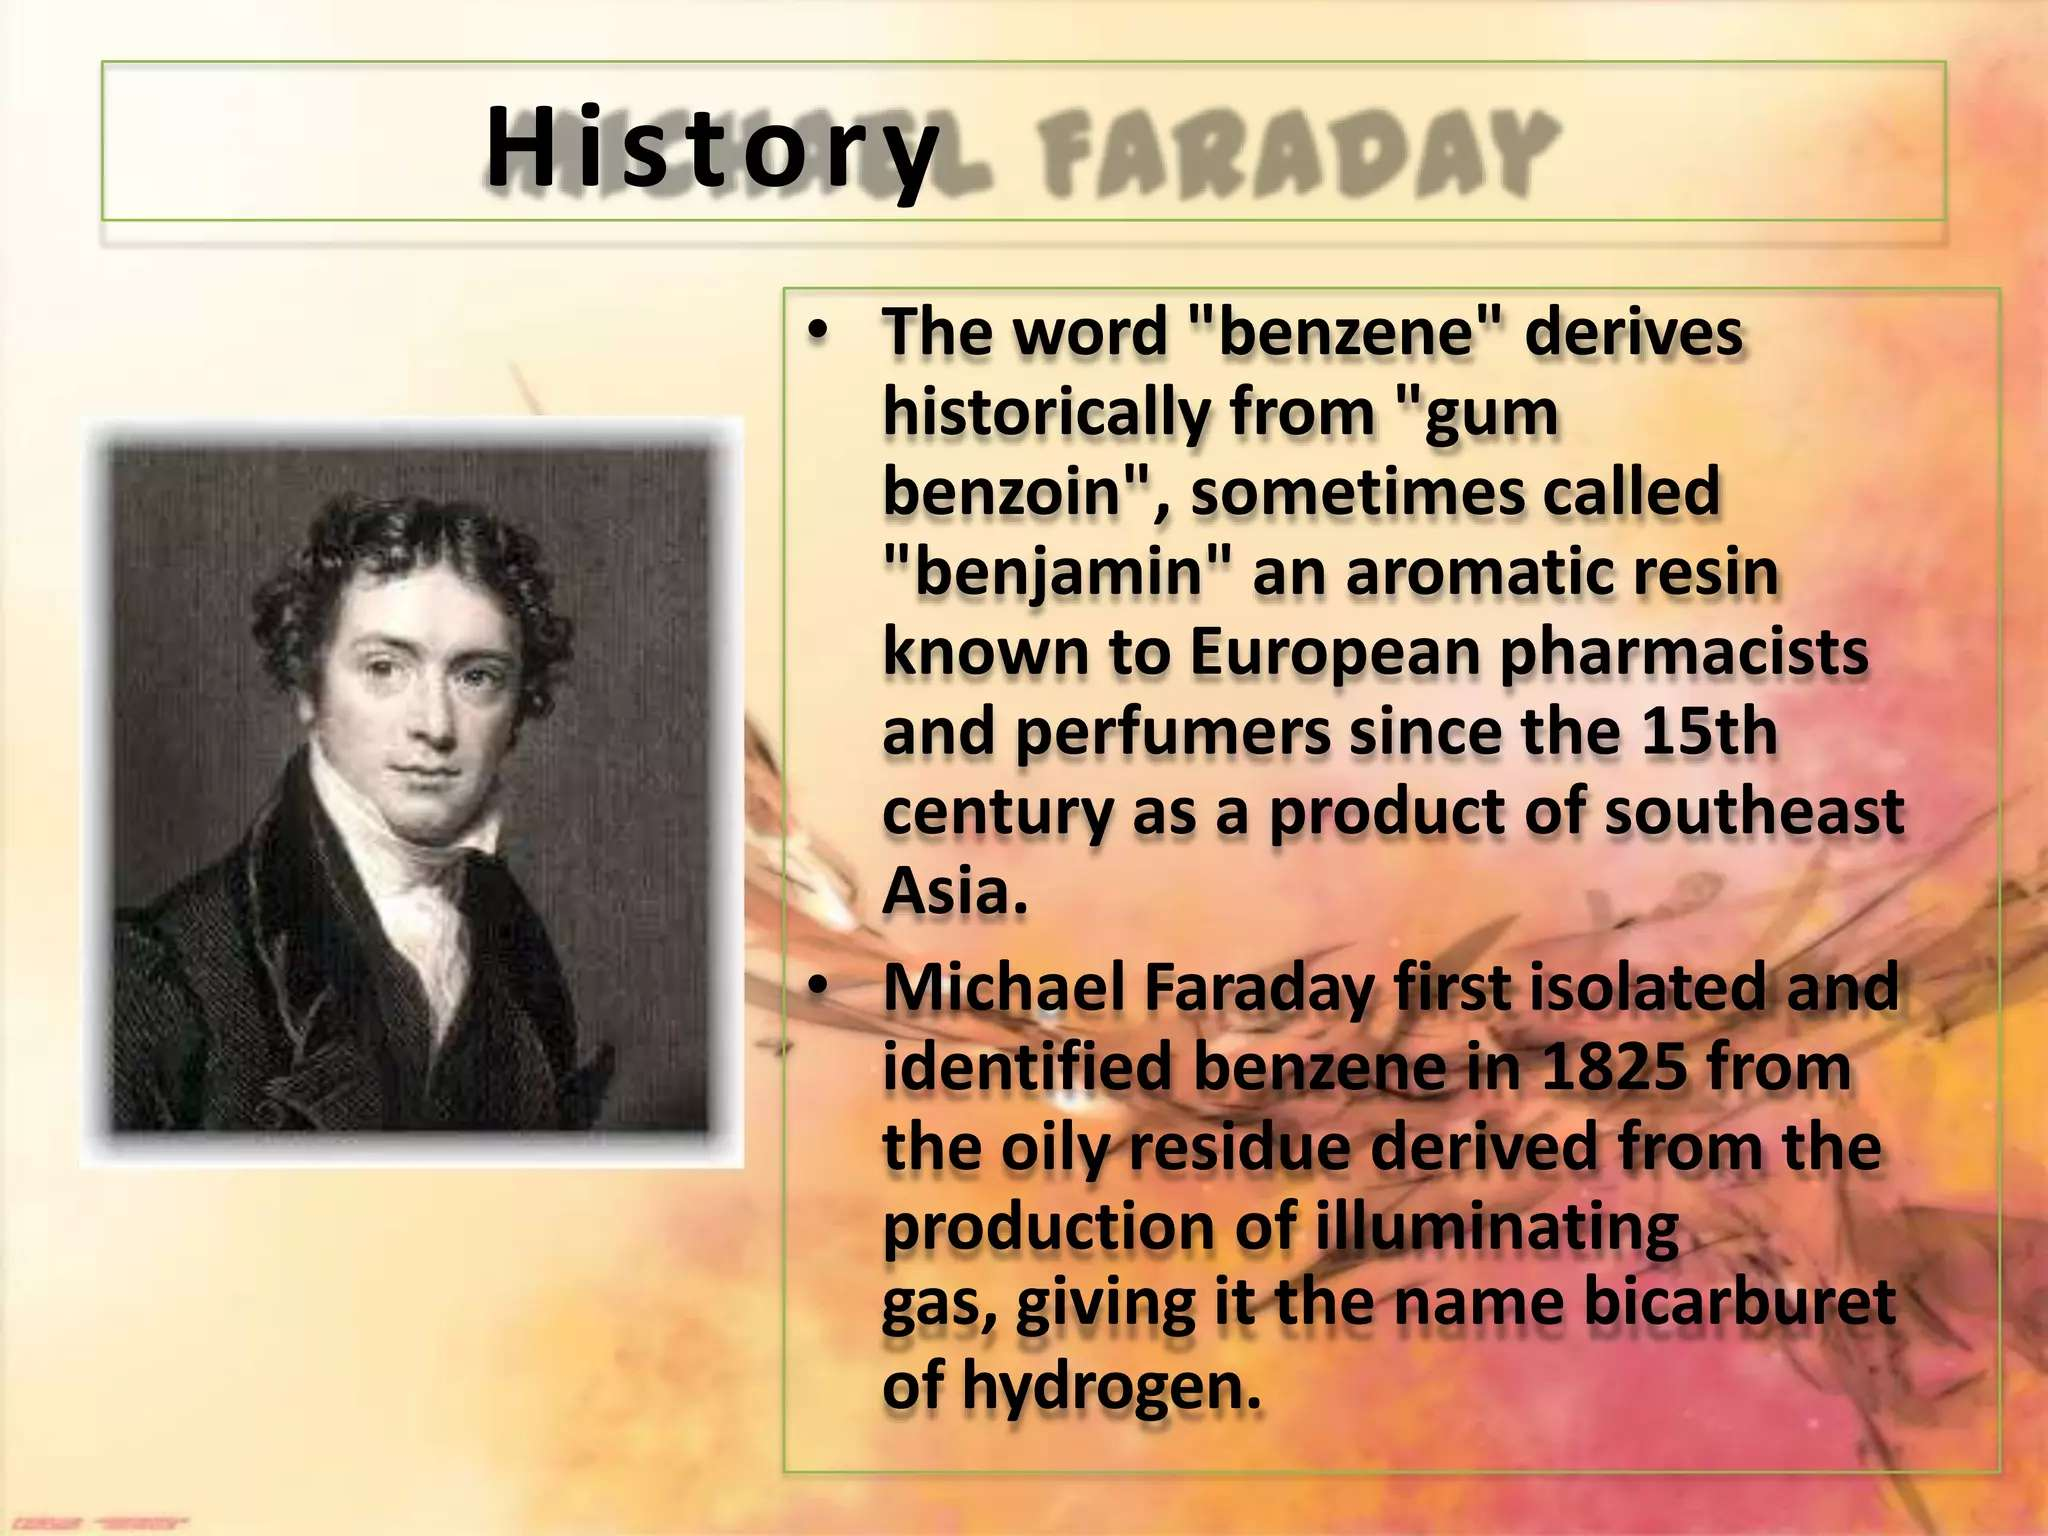 History
MICHAEL FARADAY
• The word "benzene" derives
historically from "gum
benzoin", sometimes called
"benjamin" an aromatic resin
known to European pharmacists
and perfumers since the 15th
century as a product of southeast
Asia.
• Michael Faraday first isolated and
identified benzene in 1825 from
the oily residue derived from the
production of illuminating
gas, giving it the name bicarburet
of hydrogen.